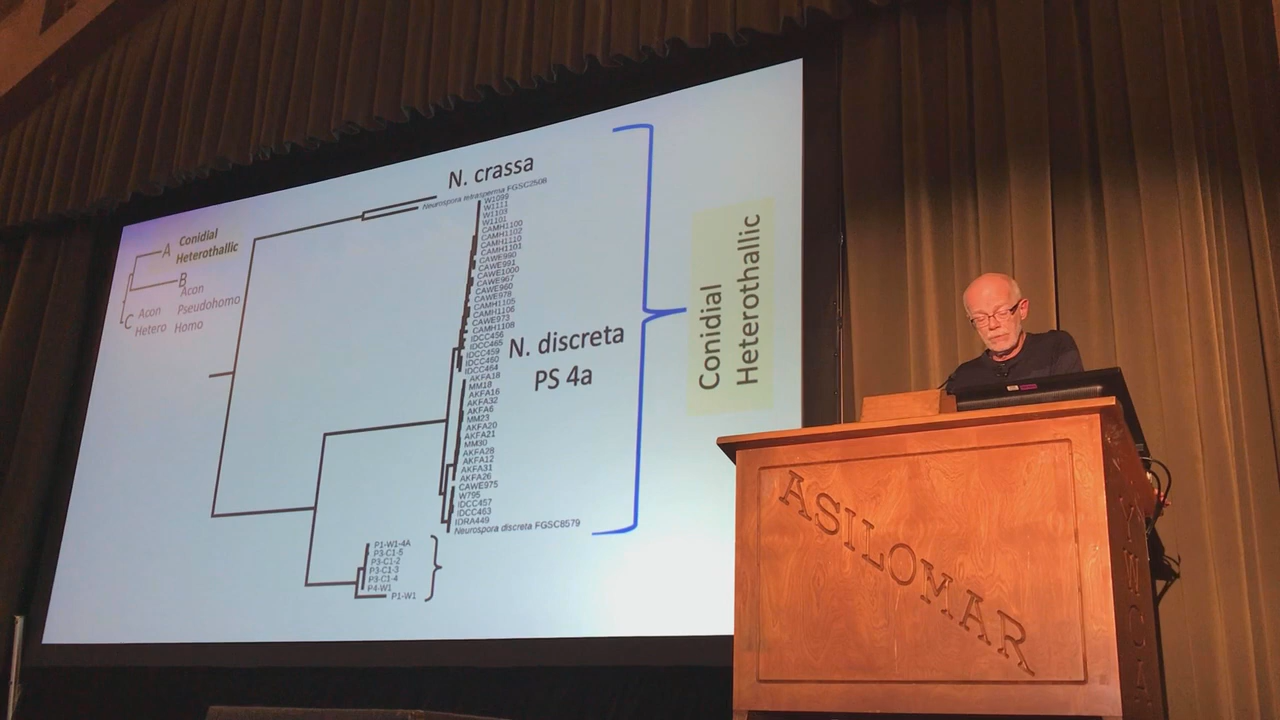 N. crassa
Neurospora tetrasperma FGSC2508
A Conidial
Heterothallic
B
Acon
Pseudohomo
Homo
C Acon
Hetero
W1099
W1111
W1103
W1101
CAMH1100
CAMH1102
CAMH1110
CAMH1101
CAWE990
CAWE991
CAWE1000
CAWE967
CAWE960
CAWE978
CAMH1105
CAMH1106
CAWE973
CAMH1108
IDCC456
IDCC465
IDCC459
IDCC460
IDCC464
AKFA18
MM18
AKFA16
AKFA32
AKFA6
MM23
AKFA20
AKFA21
MM30
AKFA28
AKFA12
AKFA31
AKFA26
CAWE975
W795
IDCC457
IDCC463
IDRA449
Neurospora discreta FGSC8579
N. discreta
PS 4a
P1-W1-4A
P3-C1-5
P3-C1-2
P3-C1-3
P3-C1-4
P4-W1
P1-W1
Conidial
Heterothallic
ASILOMAR
YWCA